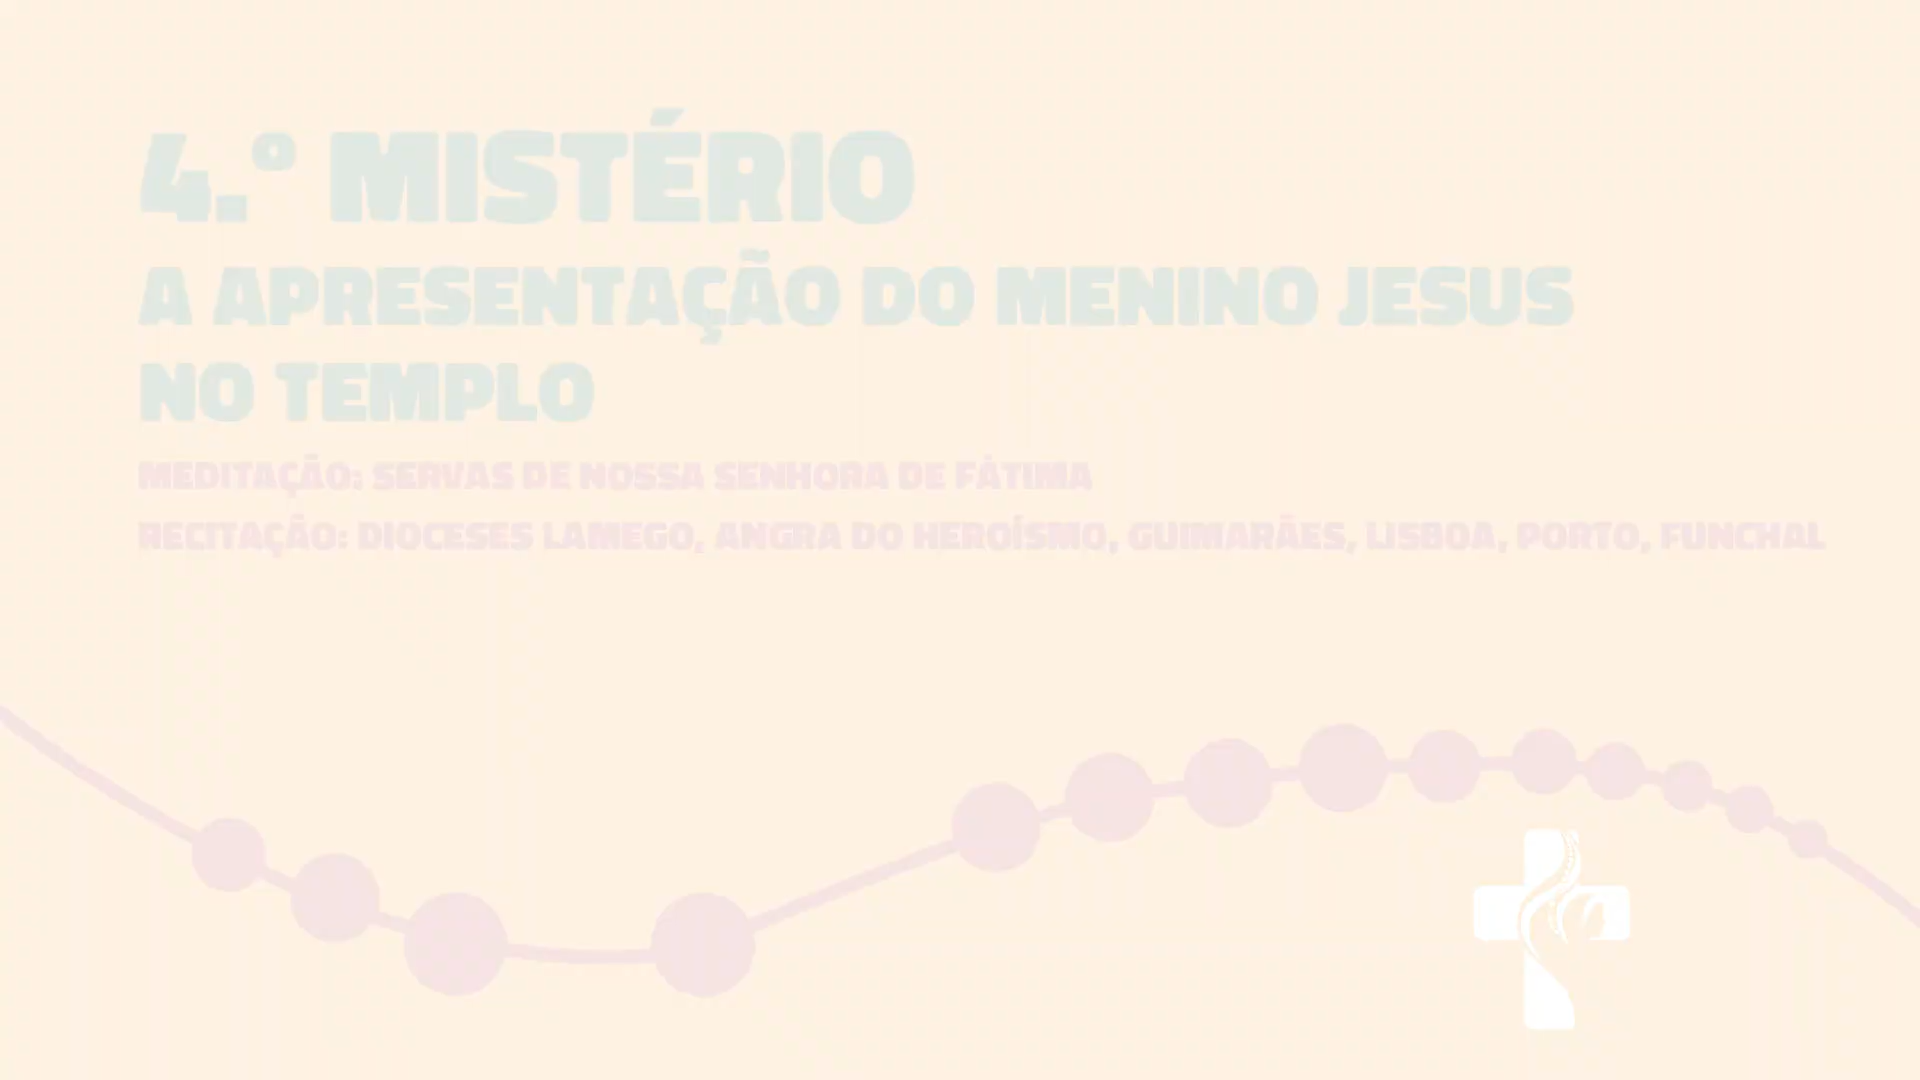 4.º MISTÉRIO
A APRESENTAÇÃO DO MENINO JESUS
NO TEMPLO
MEDITAÇÃO: SERVAS DE NOSSA SENHORA DE FÁTIMA
RECITAÇÃO: DIOCESES LAMEGO, ANGRA DO HEROÍSMO, GUIMARÃES, LISBOA, PORTO, FUNCHAL